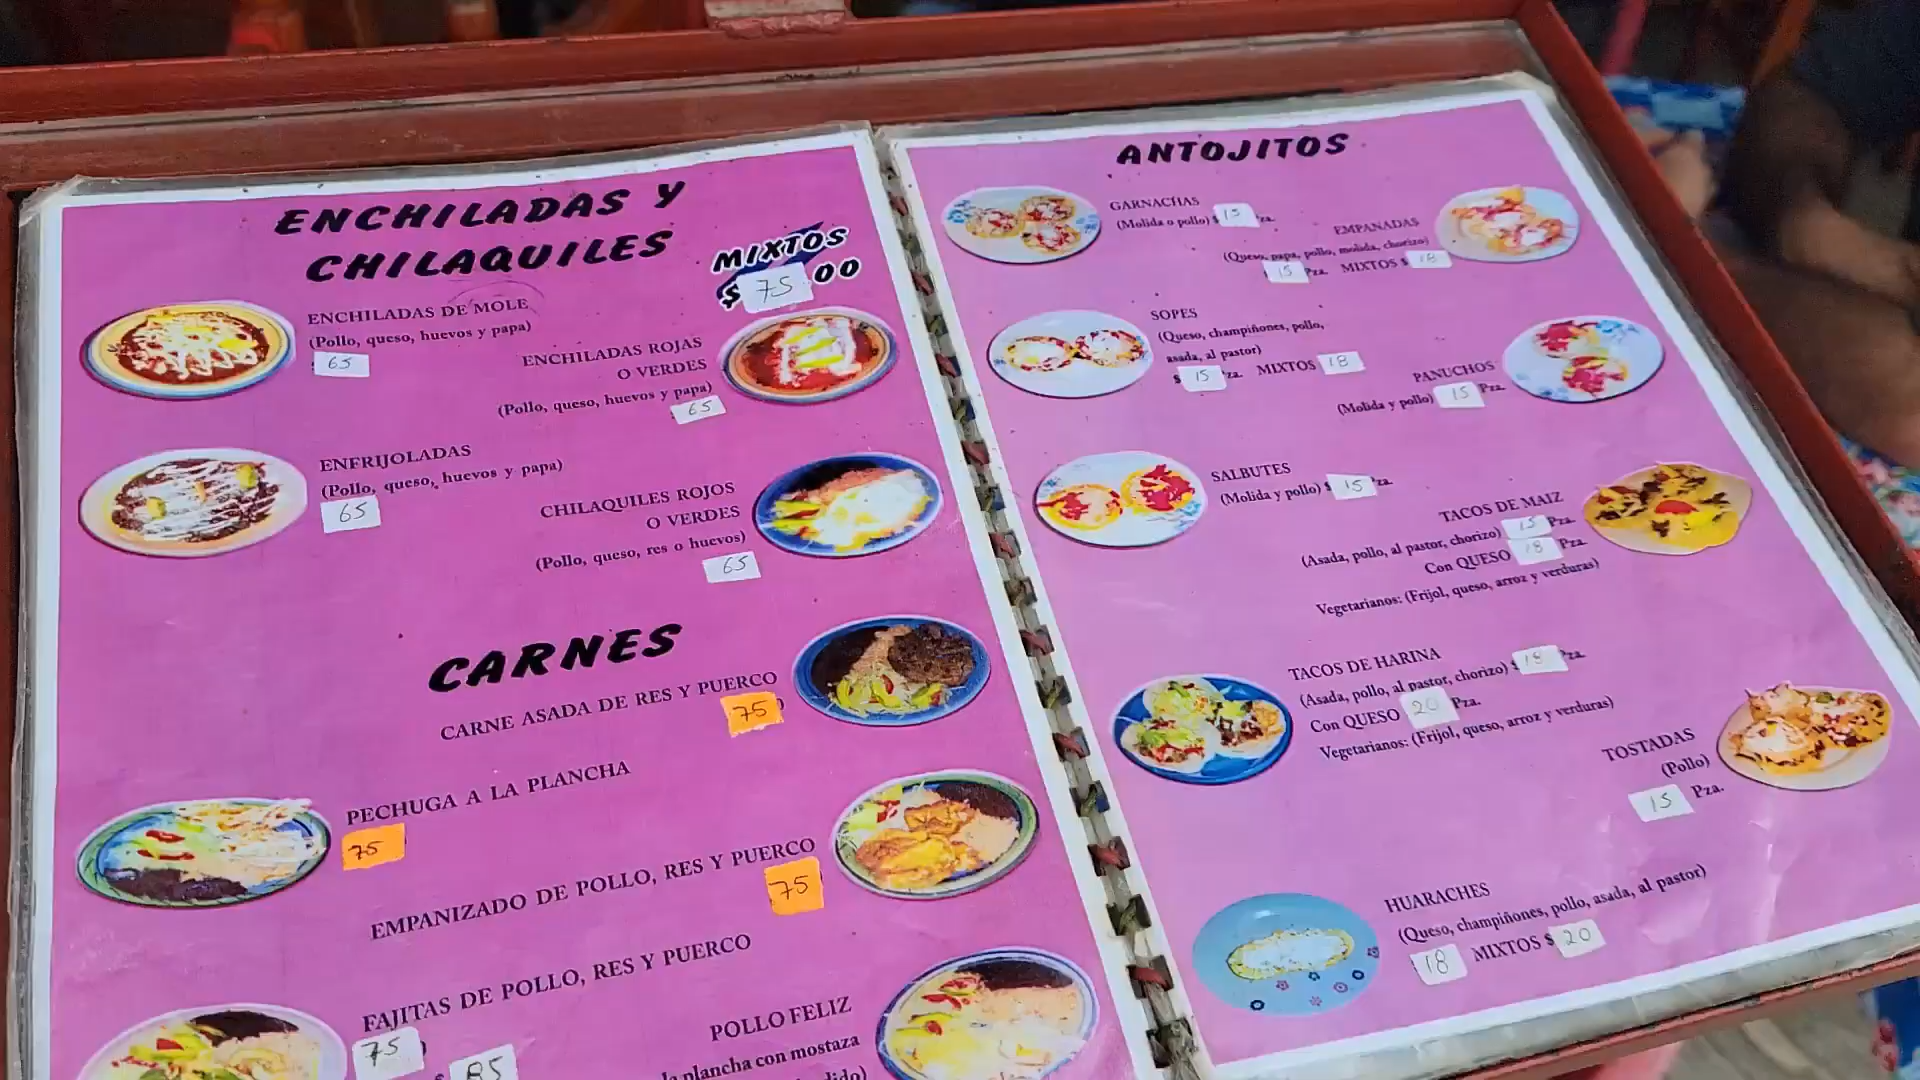 ENCHILADAS Y
CHILAQUILES
MIXTOS
$ 75 00
ENCHILADAS DE MOLE
(Pollo, queso, huevos y papa)
65
ENCHILADAS ROJAS
O VERDES
(Pollo, queso, huevos y papa)
65
ENFRIJOLADAS
(Pollo, queso, huevos y papa)
65
CHILAQUILES ROJOS
O VERDES
(Pollo, queso, res o huevos)
65
CARNES
CARNE ASADA DE RES Y PUERCO
75
PECHUGA A LA PLANCHA
75
EMPANIZADO DE POLLO, RES Y PUERCO
75
FAJITAS DE POLLO, RES Y PUERCO
75
$ 85
POLLO FELIZ
la plancha con mostaza
ANTOJITOS
GARNACHAS
(Molida o pollo) $ 15 Pza.
EMPANADAS
(Queso, papa, pollo, molida, chorizo)
15 Pza. MIXTOS $ 18
SOPES
(Queso, champiñones, pollo,
asada, al pastor)
$ 15 Pza. MIXTOS 18
PANUCHOS
(Molida y pollo) 15 Pza.
SALBUTES
(Molida y pollo) $ 15 Pza.
TACOS DE MAIZ
(Asada, pollo, al pastor, chorizo) 15 Pza.
Con QUESO 18 Pza.
Vegetarianos: (Frijol, queso, arroz y verduras)
TACOS DE HARINA
(Asada, pollo, al pastor, chorizo) $ 18 Pza.
Con QUESO 20 Pza.
Vegetarianos: (Frijol, queso, arroz y verduras)
TOSTADAS
(Pollo)
15 Pza.
HUARACHES
(Queso, champiñones, pollo, asada, al pastor)
18 MIXTOS $ 20